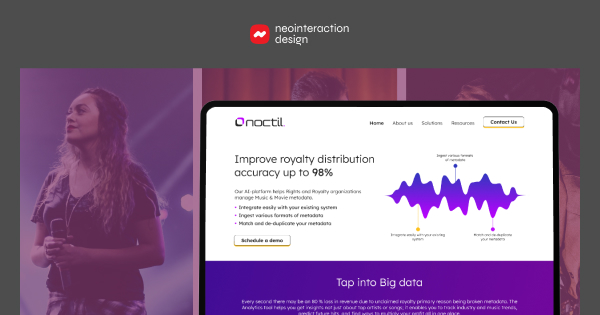 neointeraction
design
noctil
Home About us Solutions Resources Contact Us
Improve royalty distribution
accuracy up to 98%
Our AI-platform helps Rights and Royalty organizations
manage Music & Movie metadata.
• Integrate easily with your existing system
• Ingest various formats of metadata
• Match and de-duplicate your metadata
Schedule a demo
Ingest various formats
of metadata
Integrate easily with your existing
system
Match and de-duplicate
your metadata
Tap into Big data
Every second there may be an 80 % loss in revenue due to unclaimed royalty primary reason being broken metadata. The
Analytics tool helps you get insights not just about top artists or songs, it enables you to track industry and music trends,
predict future hits, and find ways to multiply your profit all in one place.